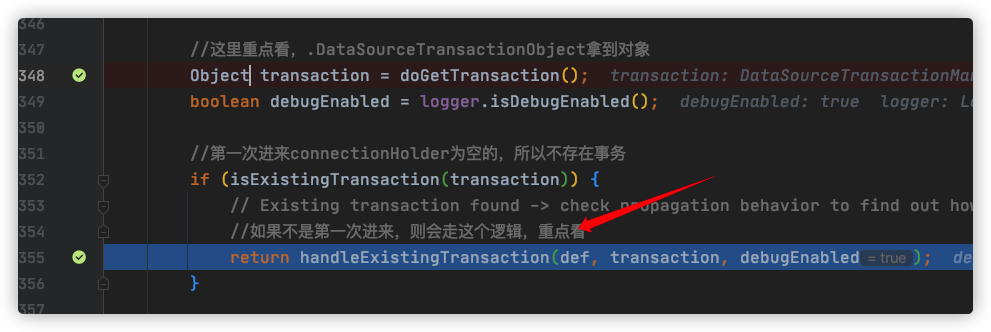 346
347 //这里重点看，.DataSourceTransactionObject拿到对象
348 Object transaction = doGetTransaction(); transaction: DataSourceTransactionMan
349 boolean debugEnabled = logger.isDebugEnabled(); debugEnabled: true logger: Lo
350
351 //第一次进来connectionHolder为空的，所以不存在事务
352 if (isExistingTransaction(transaction)) {
353 // Existing transaction found -> check propagation behavior to find out how
354 //如果不是第一次进来，则会走这个逻辑，重点看
355 return handleExistingTransaction(def, transaction, debugEnabled = true ); de
356 }
357